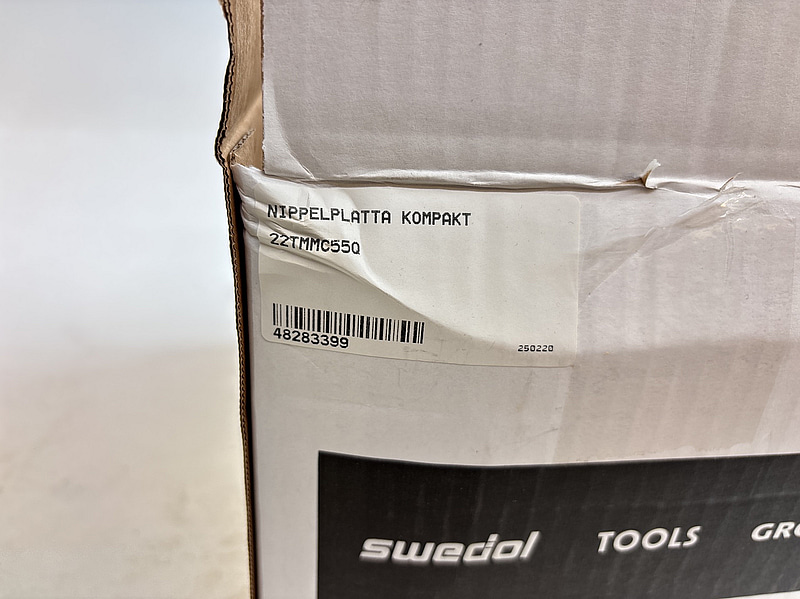 NIPPELPLATTA KOMPAKT
22TMMC55Q
48283399
250220
swedol TOOLS